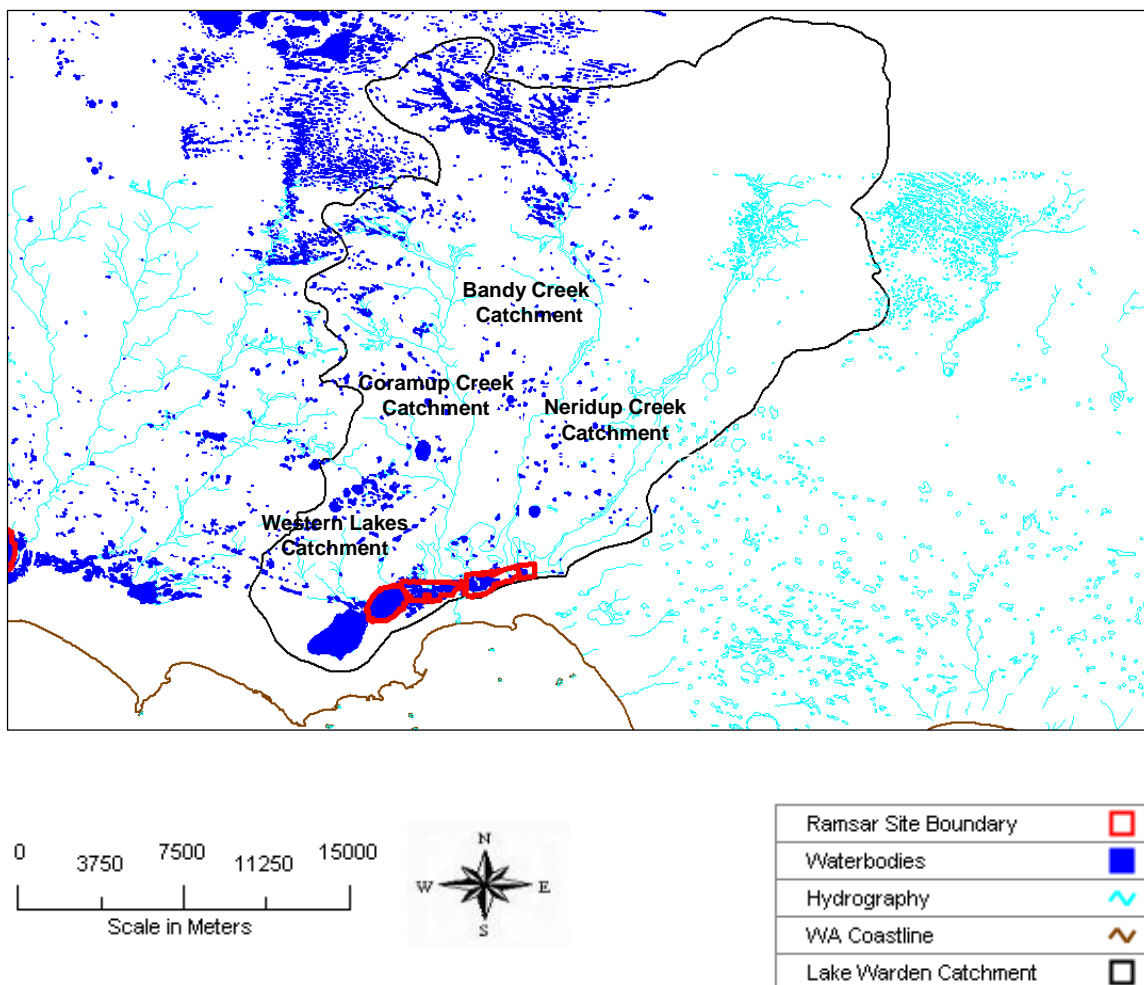 Bandy Creek
Catchment
Coramup Creek
Catchment
Neridup Creek
Catchment
Western Lakes
Catchment
0 3750 7500 11250 15000
Scale in Meters
N
W E
S
Ramsar Site Boundary
Waterbodies
Hydrography
WA Coastline
Lake Warden Catchment